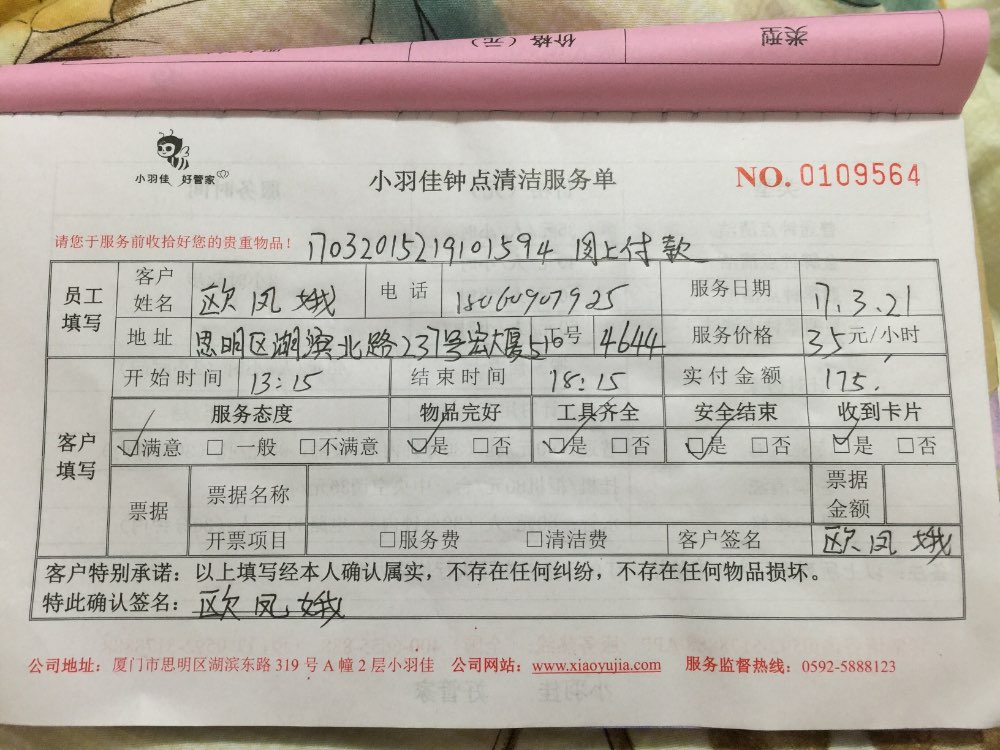 类型 价格（元）
小羽佳 好管家
小羽佳钟点清洁服务单 NO. 0109564
请您于服务前收拾好您的贵重物品！ 17032015219101594 网上付款
员工填写 客户姓名 欧凤娥 电话 18060907925 服务日期 17.3.21
地址 思明区湖滨北路237号宏大厦516 工号 4644 服务价格 35元/小时
客户填写 开始时间 13:15 结束时间 18:15 实付金额 175.
服务态度 物品完好 工具齐全 安全结束 收到卡片
☑满意 □一般 □不满意 ☑是 □否 ☑是 □否 ☑是 □否 ☑是 □否
票据 票据名称 票据金额
开票项目 □服务费 □清洁费 客户签名 欧凤娥
客户特别承诺：以上填写经本人确认属实，不存在任何纠纷，不存在任何物品损坏。
特此确认签名：欧凤娥
公司地址：厦门市思明区湖滨东路 319 号 A 幢 2 层小羽佳 公司网站：www.xiaoyujia.com 服务监督热线：0592-5888123